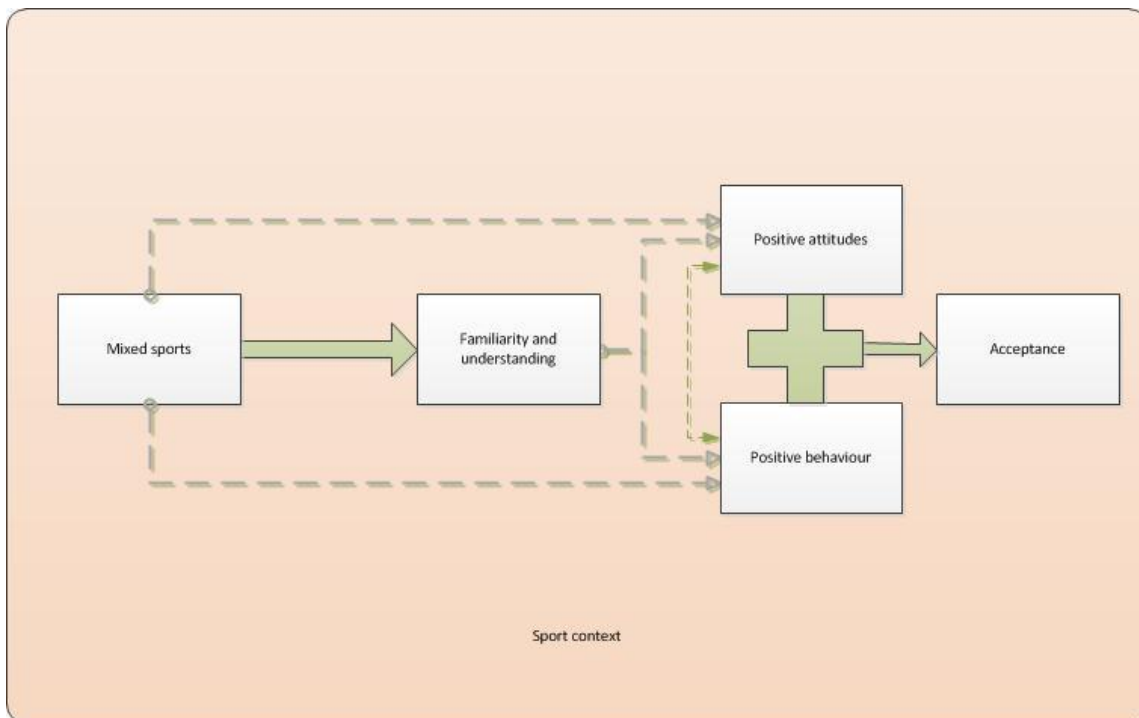 Positive attitudes
Mixed sports
Familiarity and
understanding
Acceptance
Positive behaviour
Sport context